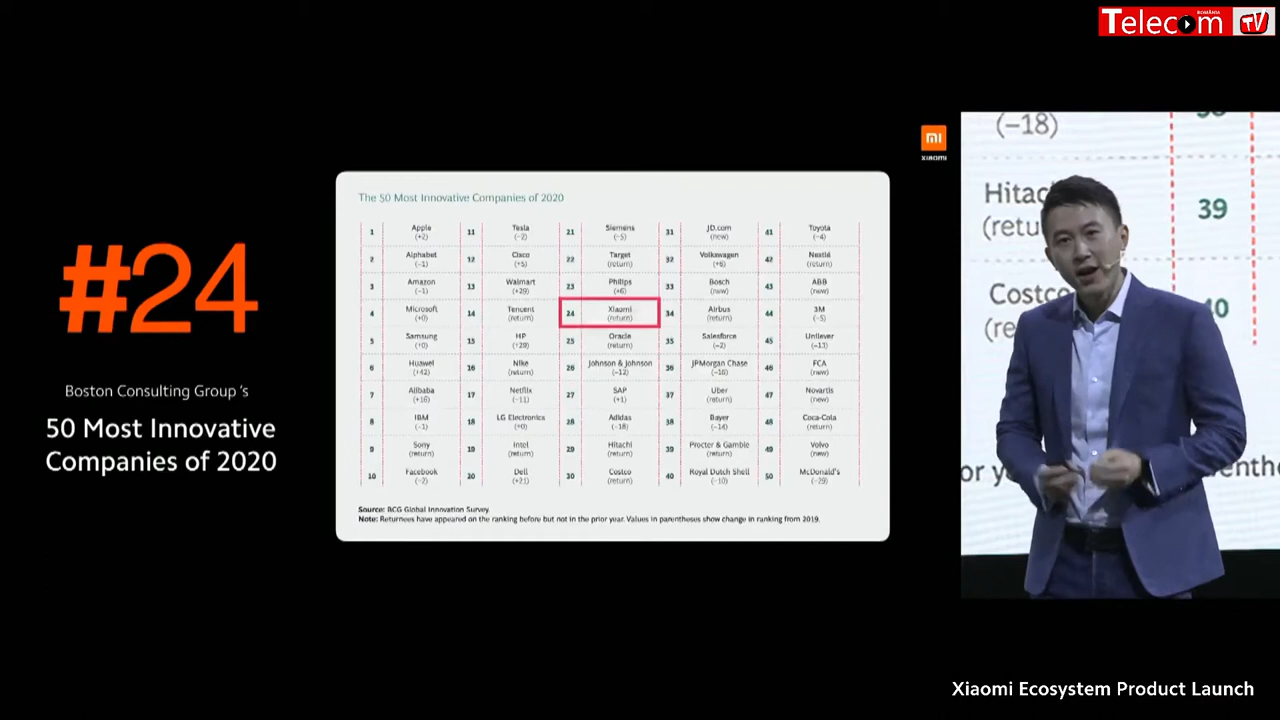 Telecom
ROMÂNIA
TV
#24
Boston Consulting Group 's
50 Most Innovative
Companies of 2020
The 50 Most Innovative Companies of 2020
1 Apple (+2) 11 Tesla (-2) 21 Siemens (-5) 31 JD.com (new) 41 Toyota (-4)
2 Alphabet (-1) 12 Cisco (+5) 22 Target (return) 32 Volkswagen (+6) 42 Nestlé (return)
3 Amazon (-1) 13 Walmart (+29) 23 Philips (+6) 33 Bosch (new) 43 ABB (new)
4 Microsoft (+0) 14 Tencent (return) 24 Xiaomi (return) 34 Airbus (return) 44 3M (-5)
5 Samsung (+0) 15 HP (+29) 25 Oracle (return) 35 Salesforce (-2) 45 Unilever (-13)
6 Huawei (+42) 16 Nike (return) 26 Johnson & Johnson (-12) 36 JPMorgan Chase (-16) 46 FCA (new)
7 Alibaba (+16) 17 Netflix (-11) 27 SAP (+1) 37 Uber (return) 47 Novartis (new)
8 IBM (-1) 18 LG Electronics (+0) 28 Adidas (-18) 38 Bayer (-14) 48 Coca-Cola (return)
9 Sony (return) 19 Intel (return) 29 Hitachi (return) 39 Procter & Gamble (return) 49 Volvo (new)
10 Facebook (-2) 20 Dell (+21) 30 Costco (return) 40 Royal Dutch Shell (-10) 50 McDonald's (-29)
Source: BCG Global Innovation Survey.
Note: Returnees have appeared on the ranking before but not in the prior year. Values in parentheses show change in ranking from 2019.
mi
XIAOMI
(-18)
39
40
or
Xiaomi Ecosystem Product Launch